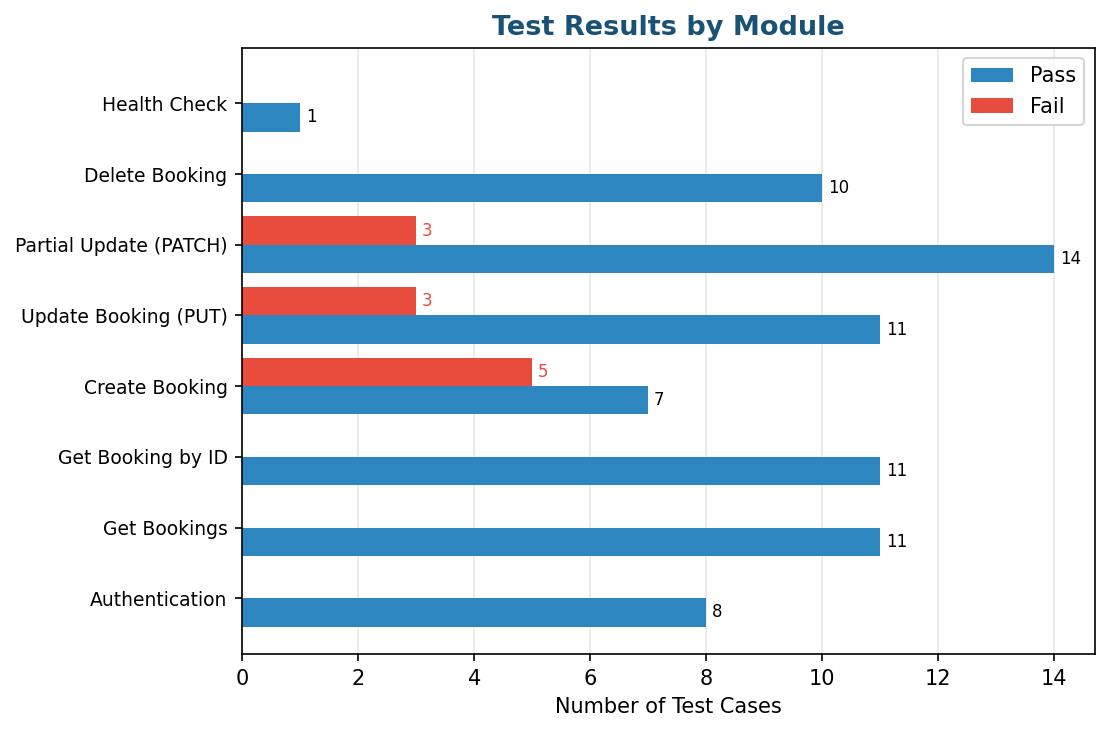 Test Results by Module
Pass
Fail
Health Check
1
Delete Booking
10
Partial Update (PATCH)
3
14
Update Booking (PUT)
3
11
Create Booking
5
7
Get Booking by ID
11
Get Bookings
11
Authentication
8
0 2 4 6 8 10 12 14
Number of Test Cases